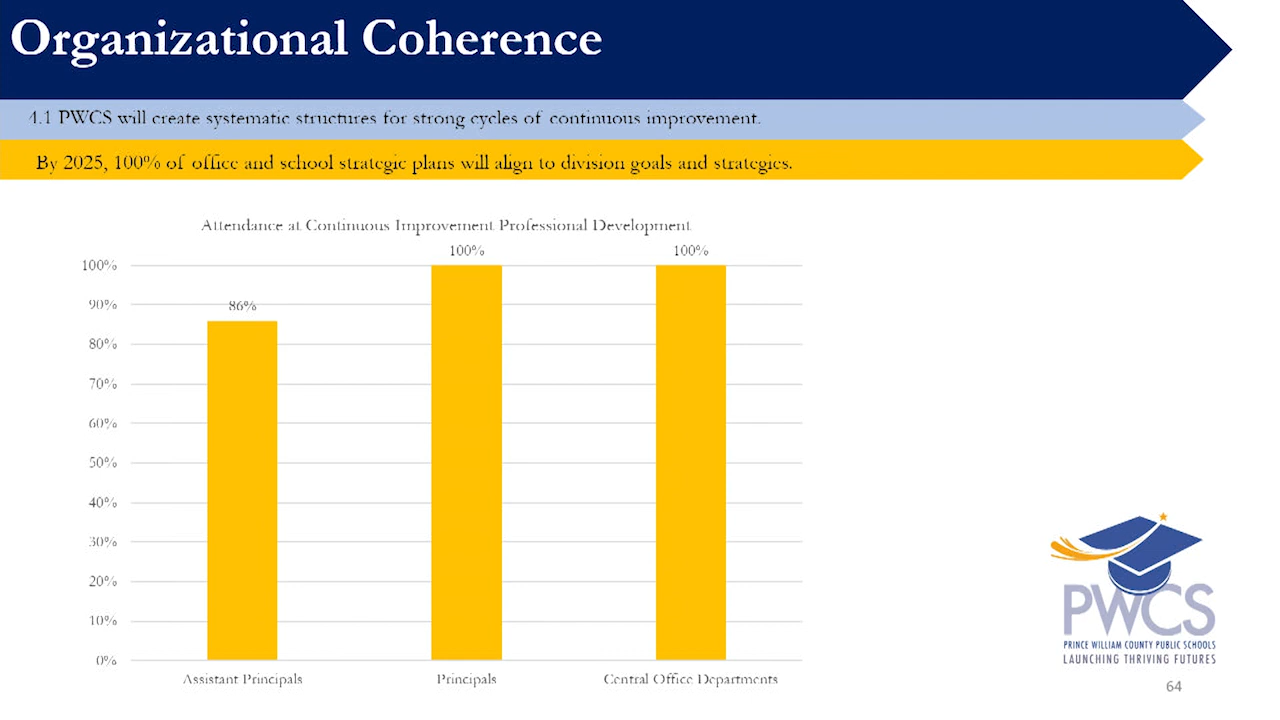 Organizational Coherence
4.1 PWCS will create systematic structures for strong cycles of continuous improvement.
By 2025, 100% of office and school strategic plans will align to division goals and strategies.
Attendance at Continuous Improvement Professional Development
100%
90%
80%
70%
60%
50%
40%
30%
20%
10%
0%
86%
100%
100%
Assistant Principals
Principals
Central Office Departments
PWCS
PRINCE WILLIAM COUNTY PUBLIC SCHOOLS
LAUNCHING THRIVING FUTURES
64